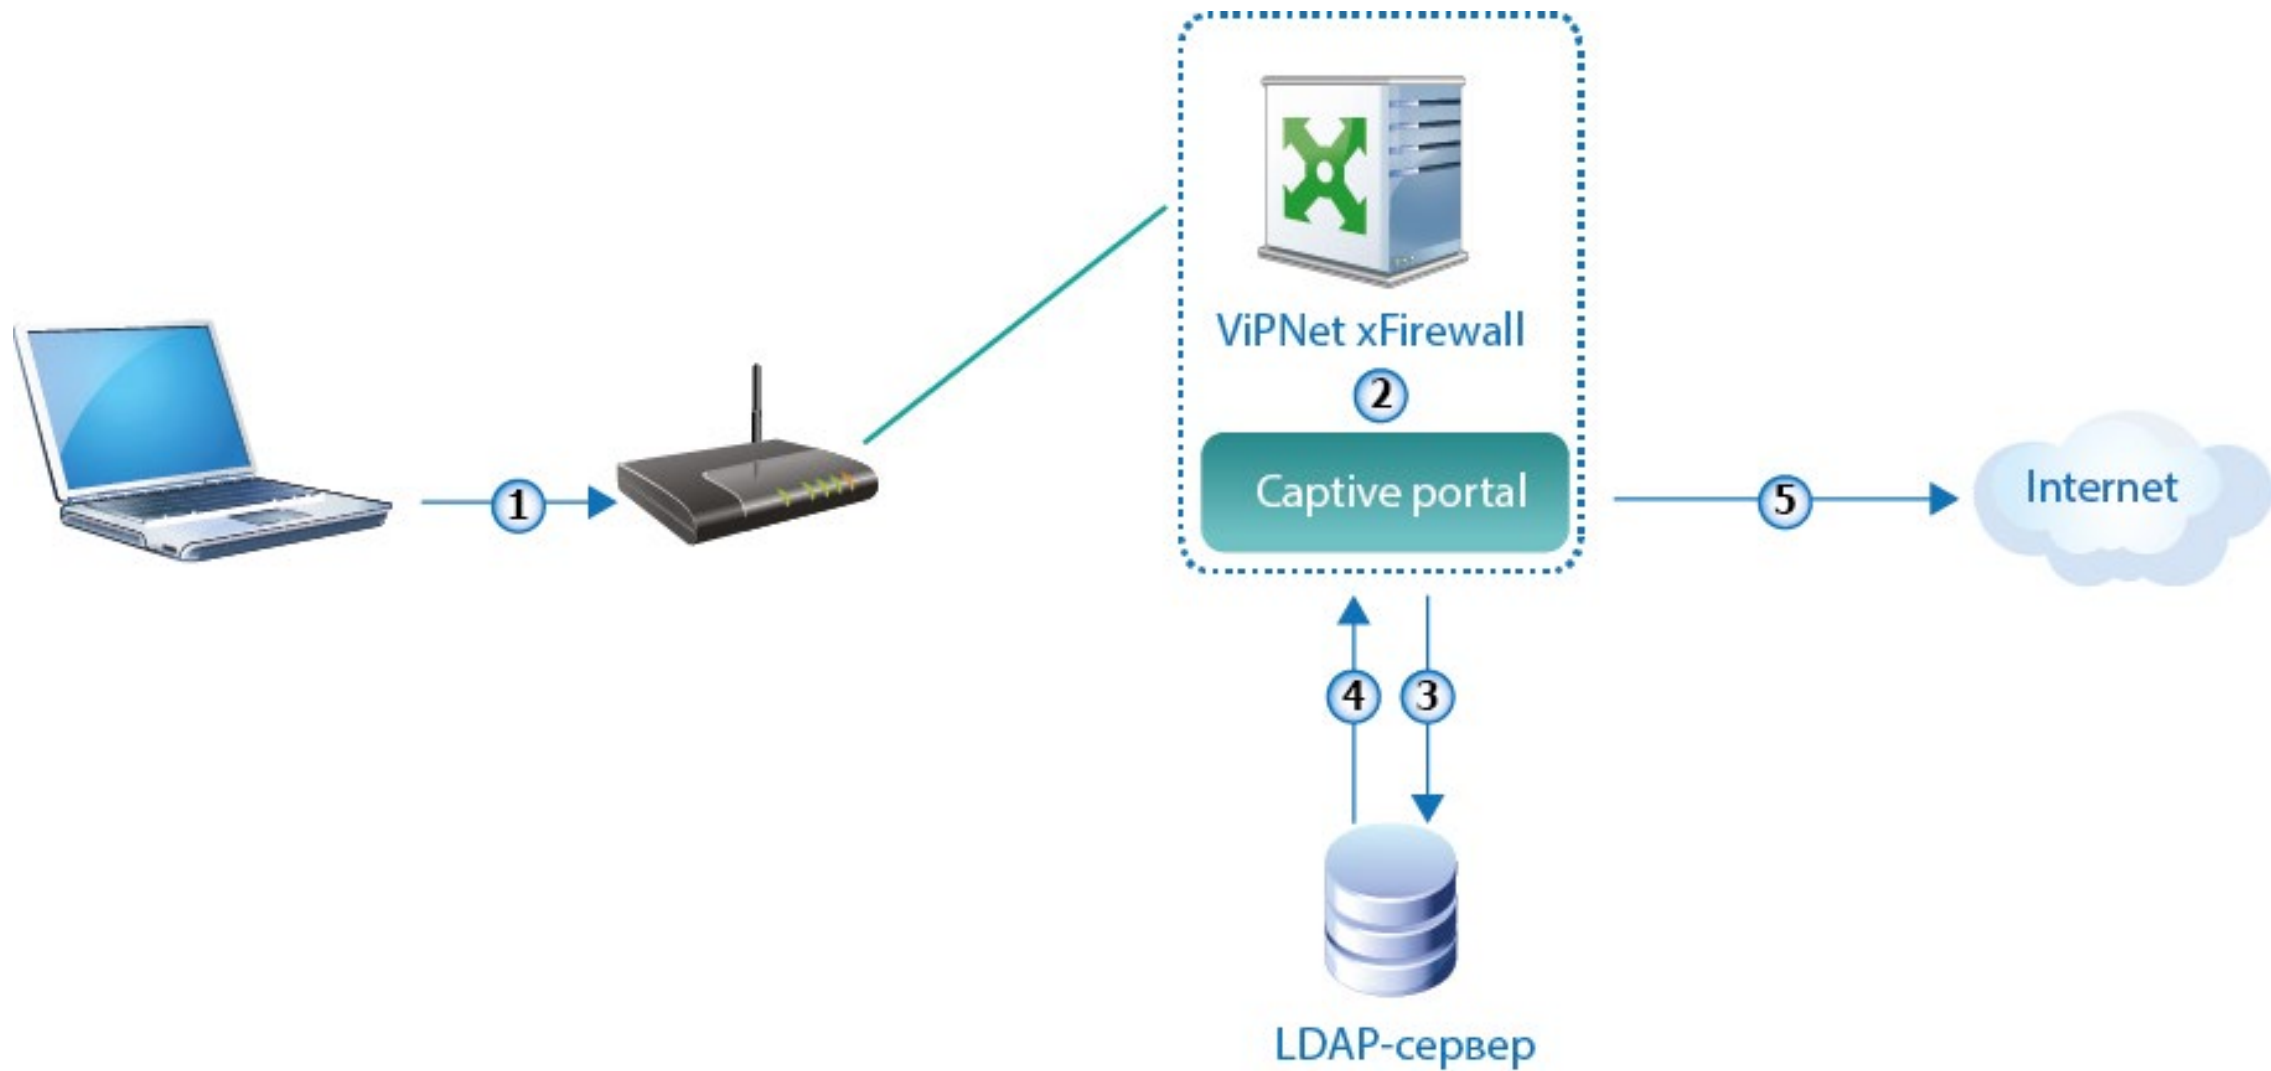 ViPNet xFirewall
2
Captive portal
1
5
Internet
4
3
LDAP-сервер